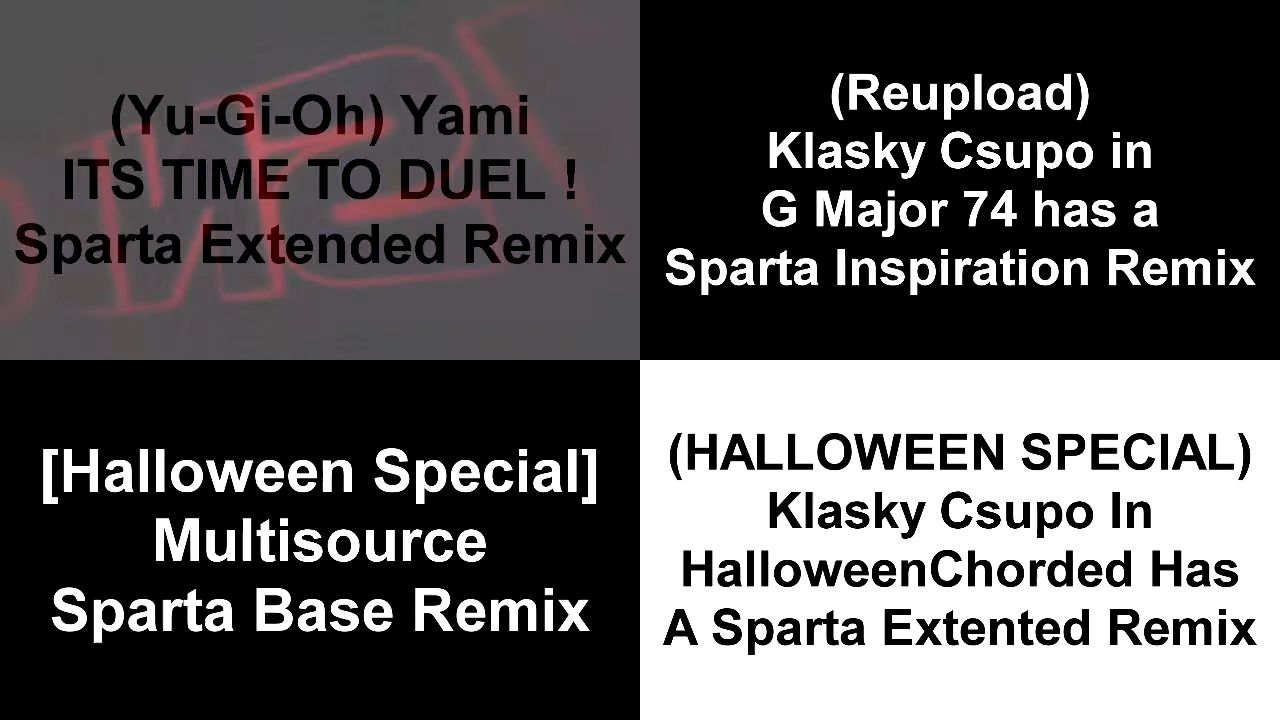 (Yu-Gi-Oh) Yami
ITS TIME TO DUEL !
Sparta Extended Remix
(Reupload)
Klasky Csupo in
G Major 74 has a
Sparta Inspiration Remix
[Halloween Special]
Multisource
Sparta Base Remix
(HALLOWEEN SPECIAL)
Klasky Csupo In
HalloweenChorded Has
A Sparta Extented Remix